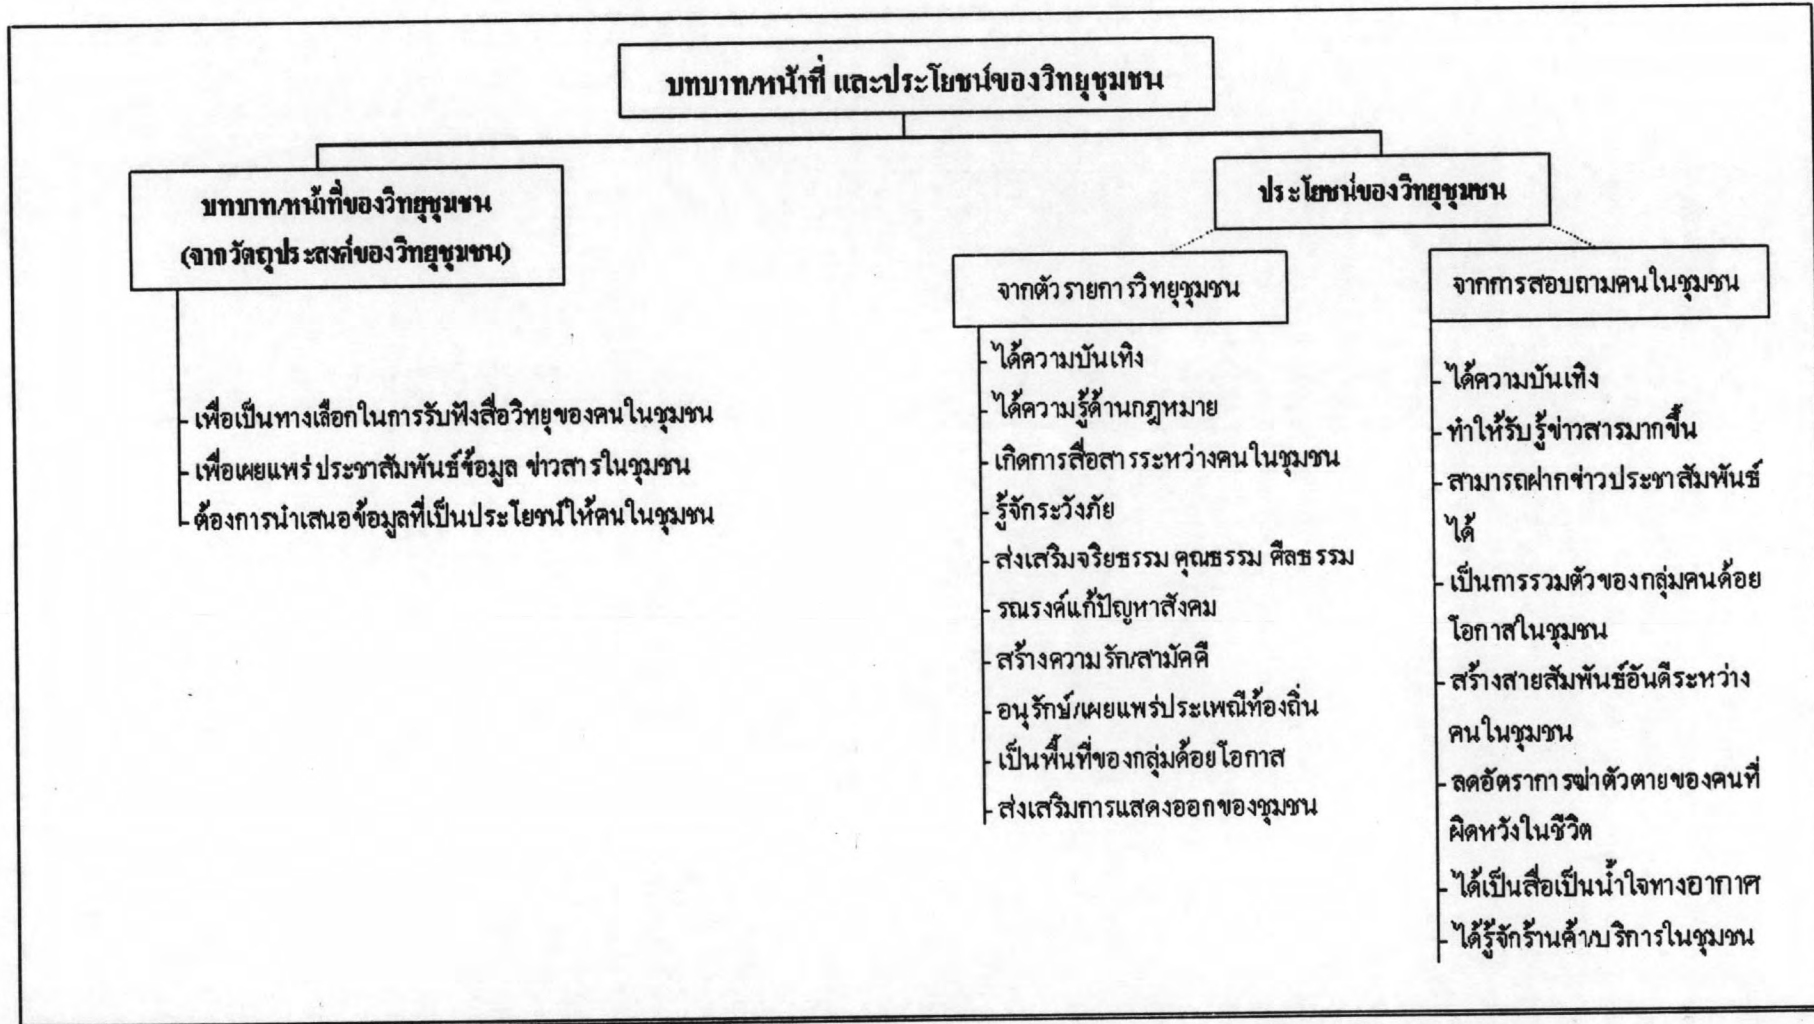 บทบาท/หน้าที่ และประโยชน์ของวิทยุชุมชน
บทบาท/หน้าที่ของวิทยุชุมชน
(จากวัตถุประสงค์ของวิทยุชุมชน)
- เพื่อเป็นทางเลือกในการรับฟังสื่อวิทยุของคนในชุมชน
- เพื่อเผยแพร่ ประชาสัมพันธ์ข้อมูล ข่าวสารในชุมชน
- ต้องการนำเสนอข้อมูลที่เป็นประโยชน์ให้คนในชุมชน
ประโยชน์ของวิทยุชุมชน
จากตัวรายการวิทยุชุมชน
- ได้ความบันเทิง
- ได้ความรู้ด้านกฎหมาย
- เกิดการสื่อสารระหว่างคนในชุมชน
- รู้จักระวังภัย
- ส่งเสริมจริยธรรม คุณธรรม ศีลธรรม
- รณรงค์แก้ปัญหาสังคม
- สร้างความรัก/สามัคคี
- อนุรักษ์/เผยแพร่ประเพณีท้องถิ่น
- เป็นพื้นที่ของกลุ่มด้อยโอกาส
- ส่งเสริมการแสดงออกของชุมชน
จากการสอบถามคนในชุมชน
- ได้ความบันเทิง
- ทำให้รับรู้ข่าวสารมากขึ้น
- สามารถฝากข่าวประชาสัมพันธ์
ได้
- เป็นการรวมตัวของกลุ่มคนด้อย
โอกาสในชุมชน
- สร้างสายสัมพันธ์อันดีระหว่าง
คนในชุมชน
- ลดอัตราการฆ่าตัวตายของคนที่
ผิดหวังในชีวิต
- ได้เป็นสื่อเป็นน้ำใจทางอากาศ
- ได้รู้จักร้านค้า/บริการในชุมชน